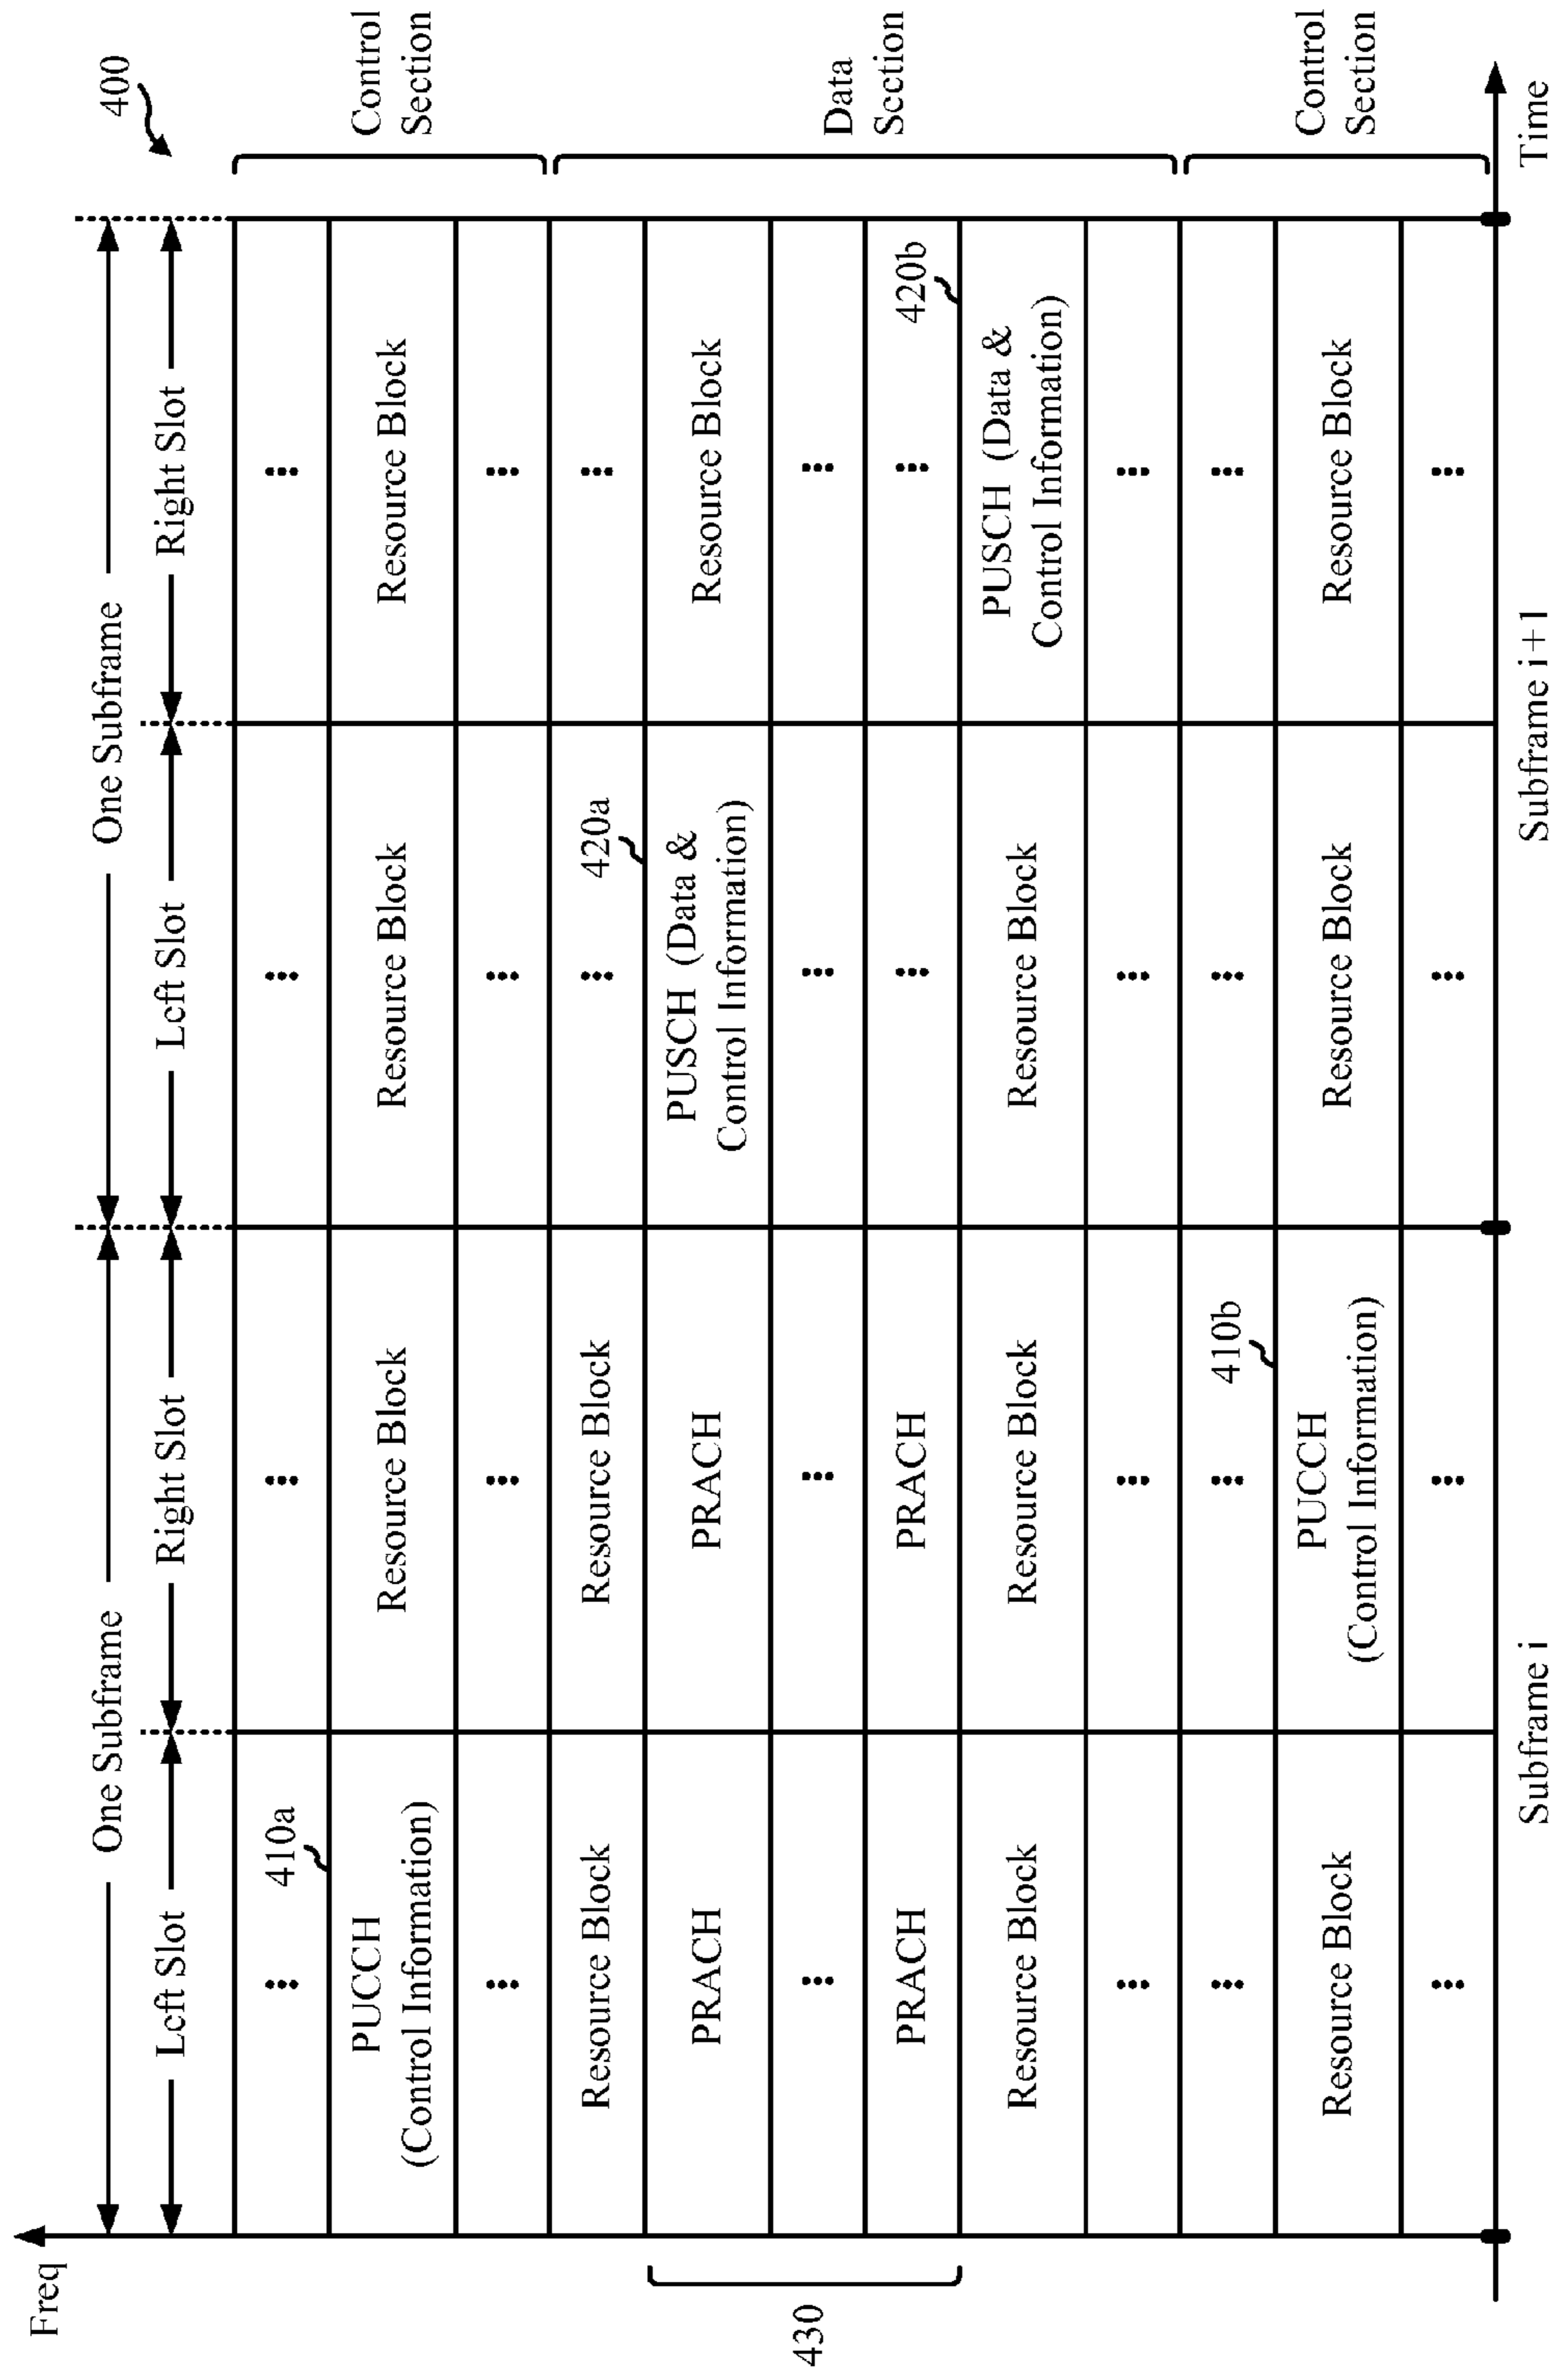 400
Freq
One Subframe
One Subframe
Left Slot
Right Slot
Left Slot
Right Slot
410a
PUCCH
(Control Information)
Resource Block
Resource Block
Resource Block
Control
Section
Resource Block
Resource Block
420a
430
PRACH
PRACH
PUSCH (Data &
Control Information)
Resource Block
Data
Section
PRACH
PRACH
420b
Resource Block
Resource Block
Resource Block
PUSCH (Data &
Control Information)
410b
Resource Block
PUCCH
(Control Information)
Resource Block
Resource Block
Control
Section
Subframe i
Subframe i+1
Time